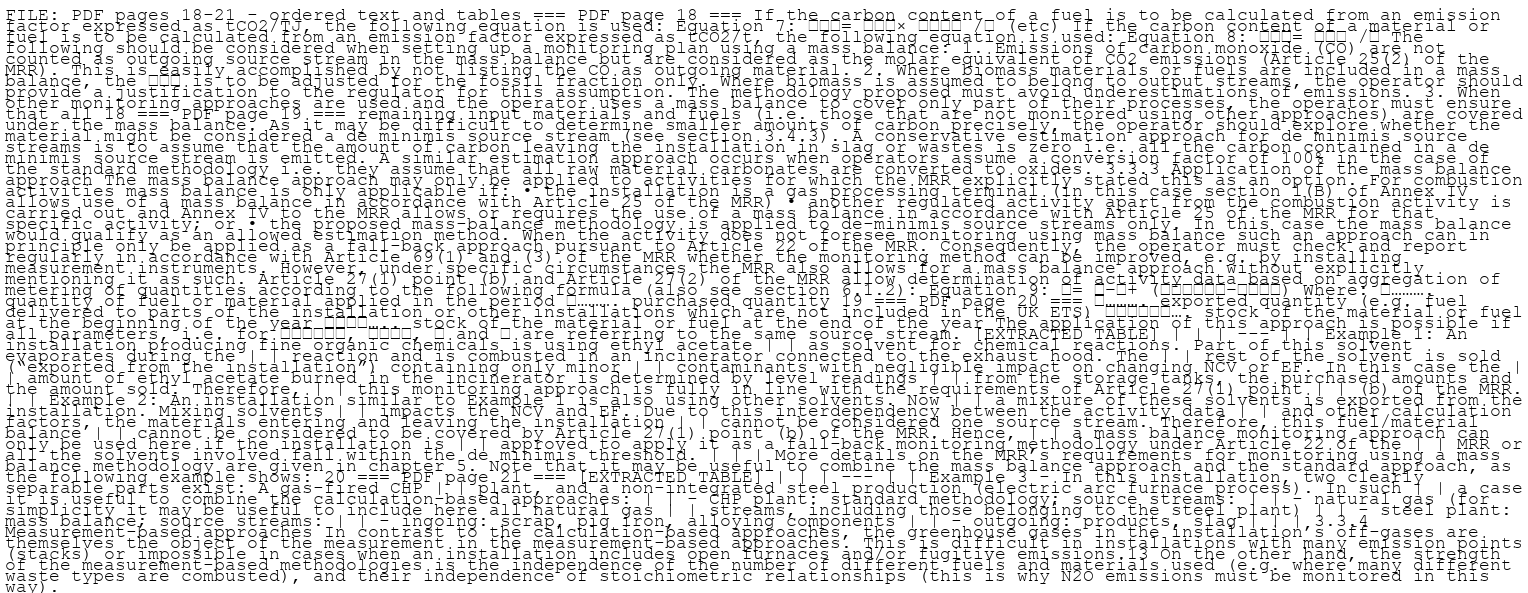 FILE: PDF pages 18-21 - ordered text and tables === PDF page 18 === If the carbon content of a fuel is to be calculated from an emission
factor expressed as tCO2/TJ, the following equation is used: Equation 7: □□□= □□□× □□□□ /□ (etc) If the carbon content of a material or
fuel is to be calculated from an emission factor expressed as tCO2/t, the following equation is used: Equation 8: □□□= □□□ /□ The
following should be considered when setting up a monitoring plan using a mass balance: 1. Emissions of carbon monoxide (CO) are not
counted as outgoing source stream in the mass balance but are considered as the molar equivalent of CO2 emissions (Article 25(2) of the
MRR). This is easily accomplished by not listing the CO as outgoing material. 2. Where biomass materials or fuels are included in a mass
balance, the □□□ is to be adjusted for the fossil fraction only. Where biomass is assumed to belong to output streams, the operator should
provide a justification to the regulator for this assumption. The methodology proposed must avoid underestimations of emissions. 3. When
other monitoring approaches are used and the operator uses a mass balance to cover only part of their processes, the operator must ensure
that all 18 === PDF page 19 === remaining input materials and fuels (i.e. those that are not monitored using other approaches) are covered
under the mass balance. As it may be difficult to determine smaller amounts of carbon precisely, the operator should explore whether the
material might be considered a de minimis source stream (see section 3.4.3). A conservative estimation approach for de minimis source
streams is to assume that the amount of carbon leaving the installation in slag or wastes is zero i.e. all the carbon contained in a de
minimis source stream is emitted. A similar estimation approach occurs when operators assume a conversion factor of 100% in the case of
the standard methodology i.e. they assume that all raw material carbonates are converted to oxides. 3.3.3 Application of the mass balance
approach The mass balance approach may only be applied to activities for which the MRR explicitly stated this as an option. For combustion
activities a mass balance is only applicable if: • the installation is a gas processing terminal (in this case section 1(B) of Annex IV
allows use of a mass balance in accordance with Article 25 of the MRR) • another regulated activity apart from the combustion activity is
carried out and Annex IV to the MRR allows or requires the use of a mass balance in accordance with Article 25 of the MRR for that
specific activity, or • the proposed mass-balance methodology is applied to de-minimis source streams only. In this case the mass balance
would qualify as an allowed estimation method. When the activity does not foresee monitoring using mass balance such an approach can in
principle only be applied as a fall-back approach pursuant to Article 22 of the MRR. Consequently, the operator must check and report
regularly in accordance with Article 69(1) and (3) of the MRR whether the monitoring method can be improved, e.g. by installing
measurement instruments. However, under specific circumstances the MRR also allows for a mass balance approach without explicitly
mentioning it as such. Article 27(1) point (b) and Article 27(2) of the MRR allow determination of activity data based on aggregation of
metering of quantities according to the following formula (also see section 6.1.2): Equation 9: □= □−□+ (□□□□□□−□□□□) Where: □……….
quantity of fuel or material applied in the period □………. purchased quantity 19 === PDF page 20 === □………. exported quantity (e.g. fuel
delivered to parts of the installation or other installations which are not included in the UK ETS) □□□□□□…. stock of the material or fuel
at the beginning of the year □□□□…... stock of the material or fuel at the end of the year The application of this approach is possible if
all parameters, i.e. for □□□□□□, □□□□, □ and □ are referring to the same source stream. [EXTRACTED TABLE] | | | --- | | Example 1: An
installation producing fine organic chemicals is using ethyl acetate | | as solvent for chemical reactions. Part of this solvent
evaporates during the | | reaction and is combusted in an incinerator connected to the exhaust hood. The | | rest of the solvent is sold
(“exported from the installation”) containing only minor | | contaminants with negligible impact on changing NCV or EF. In this case the |
| amount of ethyl acetate burned in the incinerator is determined by level readings | | from the storage tanks, the purchased amounts and
the amount sold. Therefore, | | this monitoring approach is fully in line with the requirements of Article 27(1) point | | (b) of the MRR.
| | Example 2: An installation similar to Example 1 is also using other solvents. Now | | a mixture of these solvents is exported from the
installation. Mixing solvents | | impacts the NCV and EF. Due to this interdependency between the activity data | | and other calculation
factors, the materials entering and leaving the installation | | cannot be considered one source stream. Therefore, this fuel/material
balance | | cannot be considered to be covered by Article 27(1) point (b) of the MRR. Hence, | | a mass balance monitoring approach can
only be used here if the installation is | | approved to apply it as a fall-back monitoring methodology under Article 22 of the | | MRR or
all the solvents involved fall within the de minimis threshold. | | | More details on the MRR’s requirements for monitoring using a mass
balance methodology are given in chapter 5. Note that it may be useful to combine the mass balance approach and the standard approach, as
the following example shows: 20 === PDF page 21 === [EXTRACTED TABLE] | | | --- | | Example 3 - In this installation, two clearly
separable parts exist: A gas-fired CHP | | plant, and a non-integrated steel production (electric arc furnace process). In such | | a case
it is useful to combine the calculation-based approaches: | | - CHP plant: standard methodology; source streams: | | - natural gas (for
simplicity it may be useful to include here all natural gas | | streams, including those belonging to the steel plant) | | - steel plant:
mass balance; source streams: | | - ingoing: scrap, pig iron, alloying components | | - outgoing: products, slag | | | 3.3.4
Measurement-based approaches In contrast to the calculation-based approaches, the greenhouse gases in the installation’s off-gases are
themselves the object of the measurement in the measurement-based approaches. This is difficult in installations with many emission points
(stacks) or impossible in cases when an installation includes open furnaces and/or fugitive emissions.13 On the other hand, the strength
of the measurement-based methodologies is the independence of the number of different fuels and materials used (e.g. where many different
waste types are combusted), and their independence of stoichiometric relationships (this is why N2O emissions must be monitored in this
way).